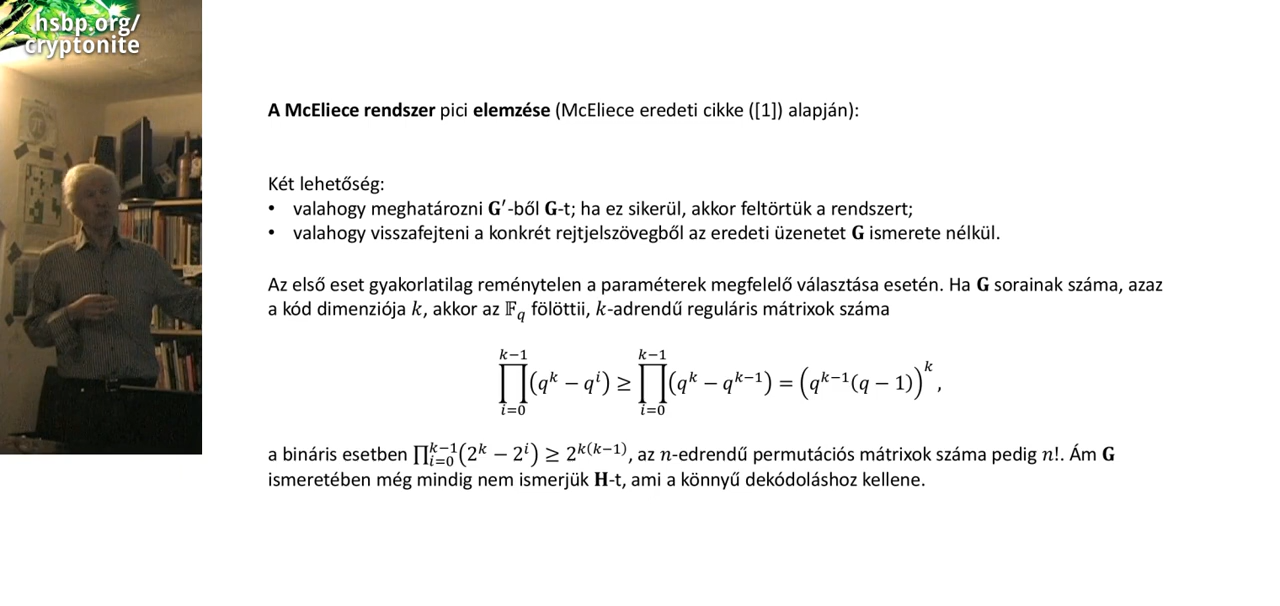 hsbp.org/
cryptonite
A McEliece rendszer pici elemzése (McEliece eredeti cikke ([1]) alapján):
Két lehetőség:
• valahogy meghatározni G′-ből G-t; ha ez sikerül, akkor feltörtük a rendszert;
• valahogy visszafejteni a konkrét rejtjelszövegből az eredeti üzenetet G ismerete nélkül.
Az első eset gyakorlatilag reménytelen a paraméterek megfelelő választása esetén. Ha G sorainak száma, azaz
a kód dimenziója k, akkor az 𝔽_q fölöttii, k-adrendű reguláris mátrixok száma
∏_{i=0}^{k−1}(q^k − q^i) ≥ ∏_{i=0}^{k−1}(q^k − q^{k−1}) = (q^{k−1}(q − 1))^k,
a bináris esetben ∏_{i=0}^{k−1}(2^k − 2^i) ≥ 2^{k(k−1)}, az n-edrendű permutációs mátrixok száma pedig n!. Ám G
ismeretében még mindig nem ismerjük H-t, ami a könnyű dekódoláshoz kellene.